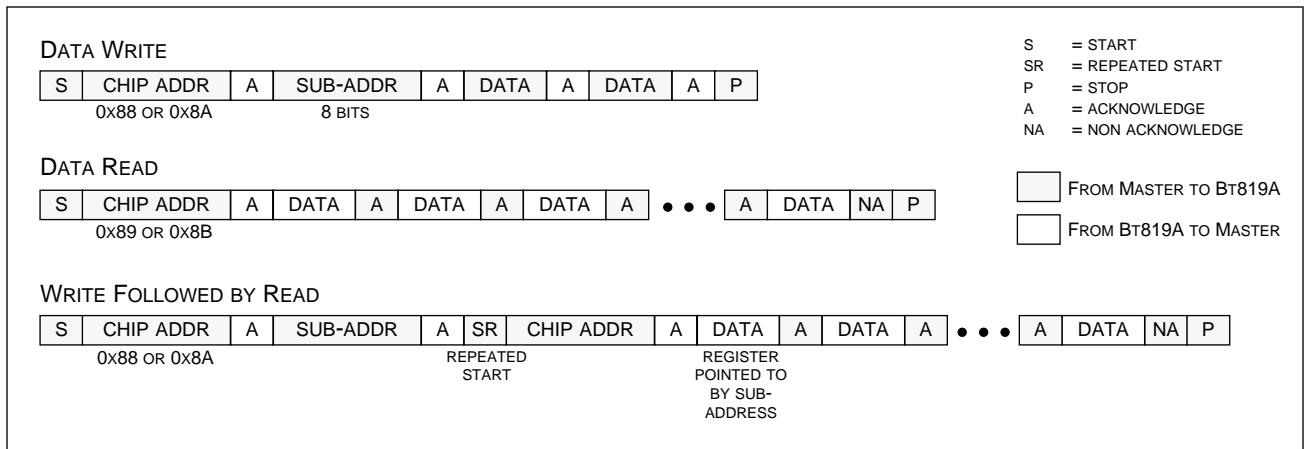 DATA WRITE
S CHIP ADDR A SUB-ADDR A DATA A DATA A P
0X88 OR 0X8A 8 BITS
S = START
SR = REPEATED START
P = STOP
A = ACKNOWLEDGE
NA = NON ACKNOWLEDGE
DATA READ
S CHIP ADDR A DATA A DATA A DATA A • • • A DATA NA P
0X89 OR 0X8B
FROM MASTER TO BT819A
FROM BT819A TO MASTER
WRITE FOLLOWED BY READ
S CHIP ADDR A SUB-ADDR A SR CHIP ADDR A DATA A DATA A • • • A DATA NA P
0X88 OR 0X8A
REPEATED
START
REGISTER
POINTED TO
BY SUB-
ADDRESS